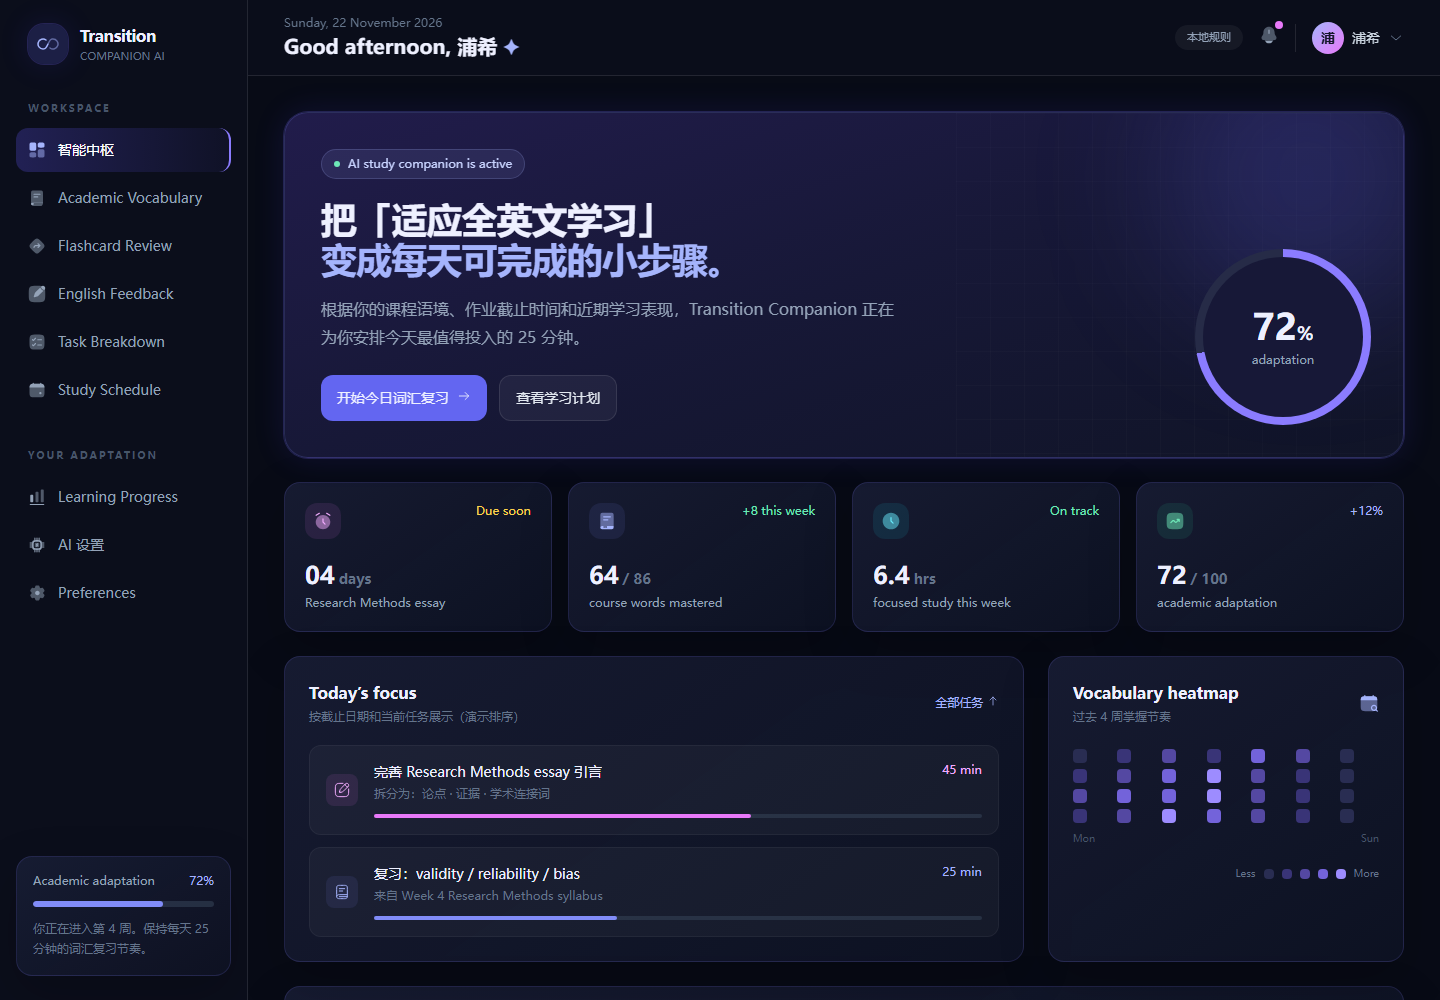 Transition
COMPANION AI
WORKSPACE
智能中枢
Academic Vocabulary
Flashcard Review
English Feedback
Task Breakdown
Study Schedule
YOUR ADAPTATION
Learning Progress
AI 设置
Preferences
Academic adaptation 72%
你正在进入第 4 周。保持每天 25
分钟的词汇复习节奏。
Sunday, 22 November 2026
Good afternoon, 浦希 ✦
本地规则
浦 浦希
AI study companion is active
把「适应全英文学习」
变成每天可完成的小步骤。
根据你的课程语境、作业截止时间和近期学习表现，Transition Companion 正在
为你安排今天最值得投入的 25 分钟。
开始今日词汇复习 →
查看学习计划
72%
adaptation
Due soon
04 days
Research Methods essay
+8 this week
64 / 86
course words mastered
On track
6.4 hrs
focused study this week
+12%
72 / 100
academic adaptation
Today’s focus
按截止日期和当前任务展示（演示排序）
全部任务 ↑
完善 Research Methods essay 引言
45 min
拆分为：论点 · 证据 · 学术连接词
复习：validity / reliability / bias
25 min
来自 Week 4 Research Methods syllabus
Vocabulary heatmap
过去 4 周掌握节奏
Mon Sun
Less More